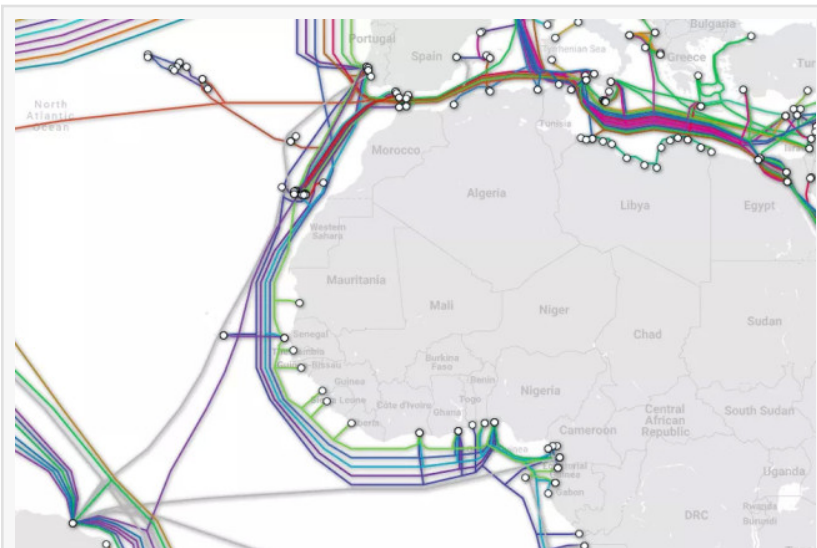 Portugal
Spain
Tyrrhenian Sea
Bulgaria
Greece
North
Atlantic
Ocean
Tunisia
Morocco
Algeria
Libya
Egypt
Western
Sahara
Mauritania
Mali
Niger
Chad
Sudan
Senegal
Burkina
Faso
Guinea
Benin
Togo
Nigeria
Côte d'Ivoire
Ghana
Cameroon
Central
African
Republic
South Sudan
Gabon
Uganda
DRC
Rwanda
Burundi